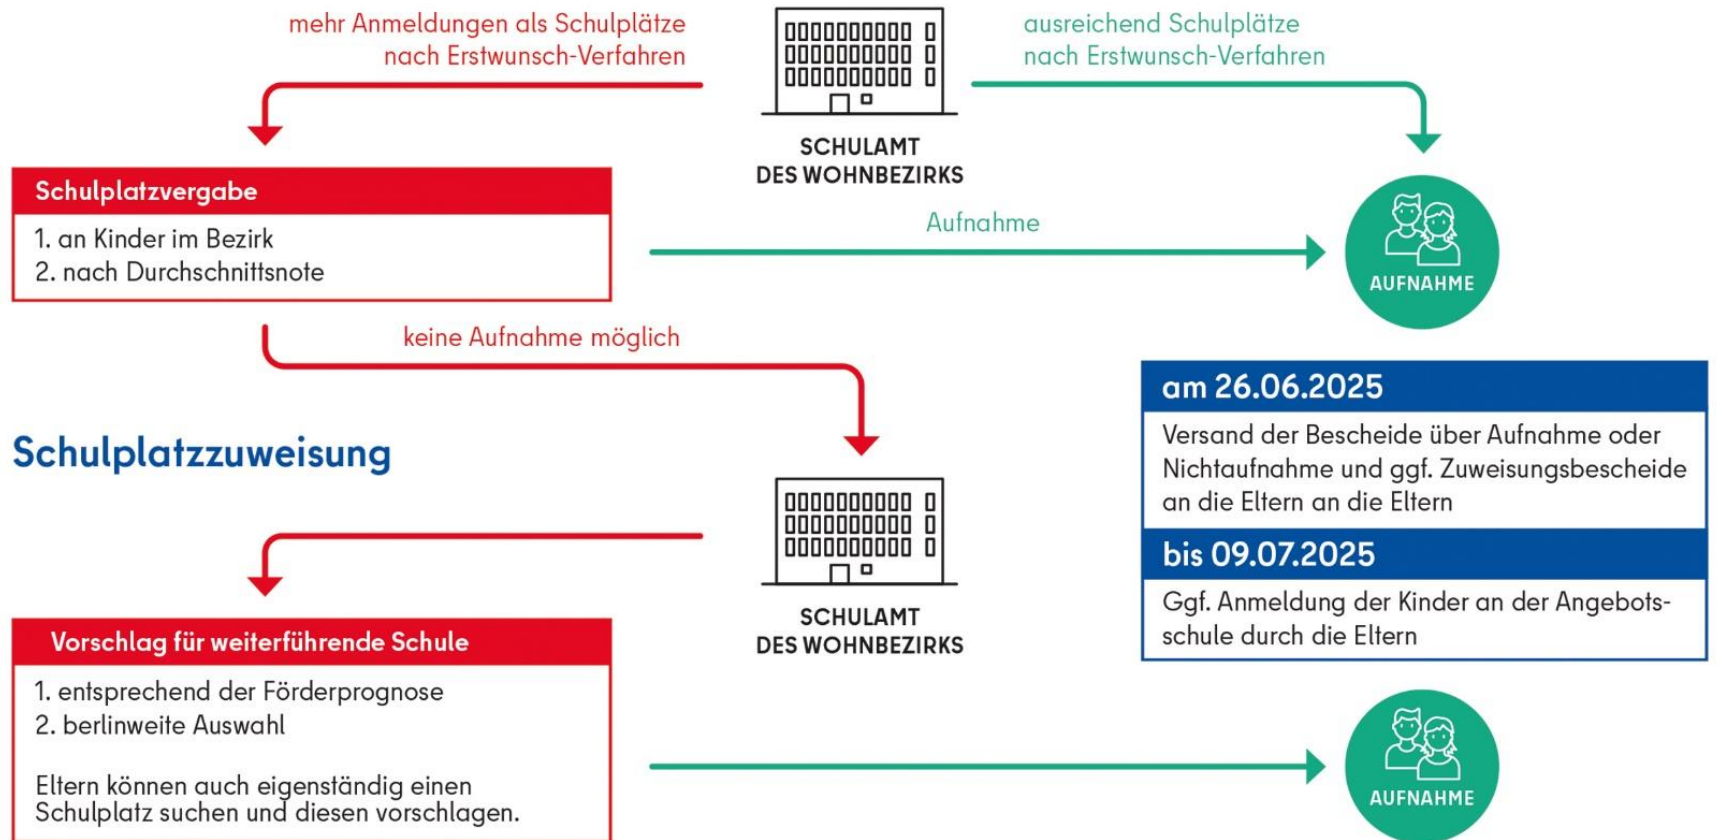 mehr Anmeldungen als Schulplätze
nach Erstwunsch-Verfahren
ausreichend Schulplätze
nach Erstwunsch-Verfahren
SCHULAMT
DES WOHNBEZIRKS
Schulplatzvergabe
1. an Kinder im Bezirk
2. nach Durchschnittsnote
Aufnahme
AUFNAHME
keine Aufnahme möglich
am 26.06.2025
Versand der Bescheide über Aufnahme oder
Nichtaufnahme und ggf. Zuweisungsbescheide
an die Eltern an die Eltern
bis 09.07.2025
Ggf. Anmeldung der Kinder an der Angebots-
schule durch die Eltern
Schulplatzzuweisung
SCHULAMT
DES WOHNBEZIRKS
Vorschlag für weiterführende Schule
1. entsprechend der Förderprognose
2. berlinweite Auswahl
Eltern können auch eigenständig einen
Schulplatz suchen und diesen vorschlagen.
AUFNAHME